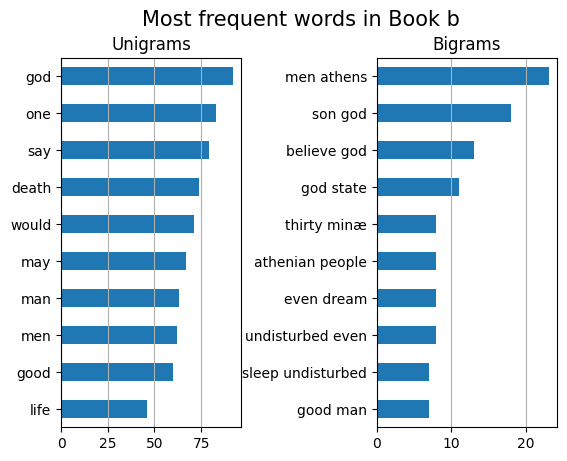 Most frequent words in Book b
Unigrams
god
one
say
death
would
may
man
men
good
life
0 25 50 75
Bigrams
men athens
son god
believe god
god state
thirty minæ
athenian people
even dream
undisturbed even
sleep undisturbed
good man
0 10 20